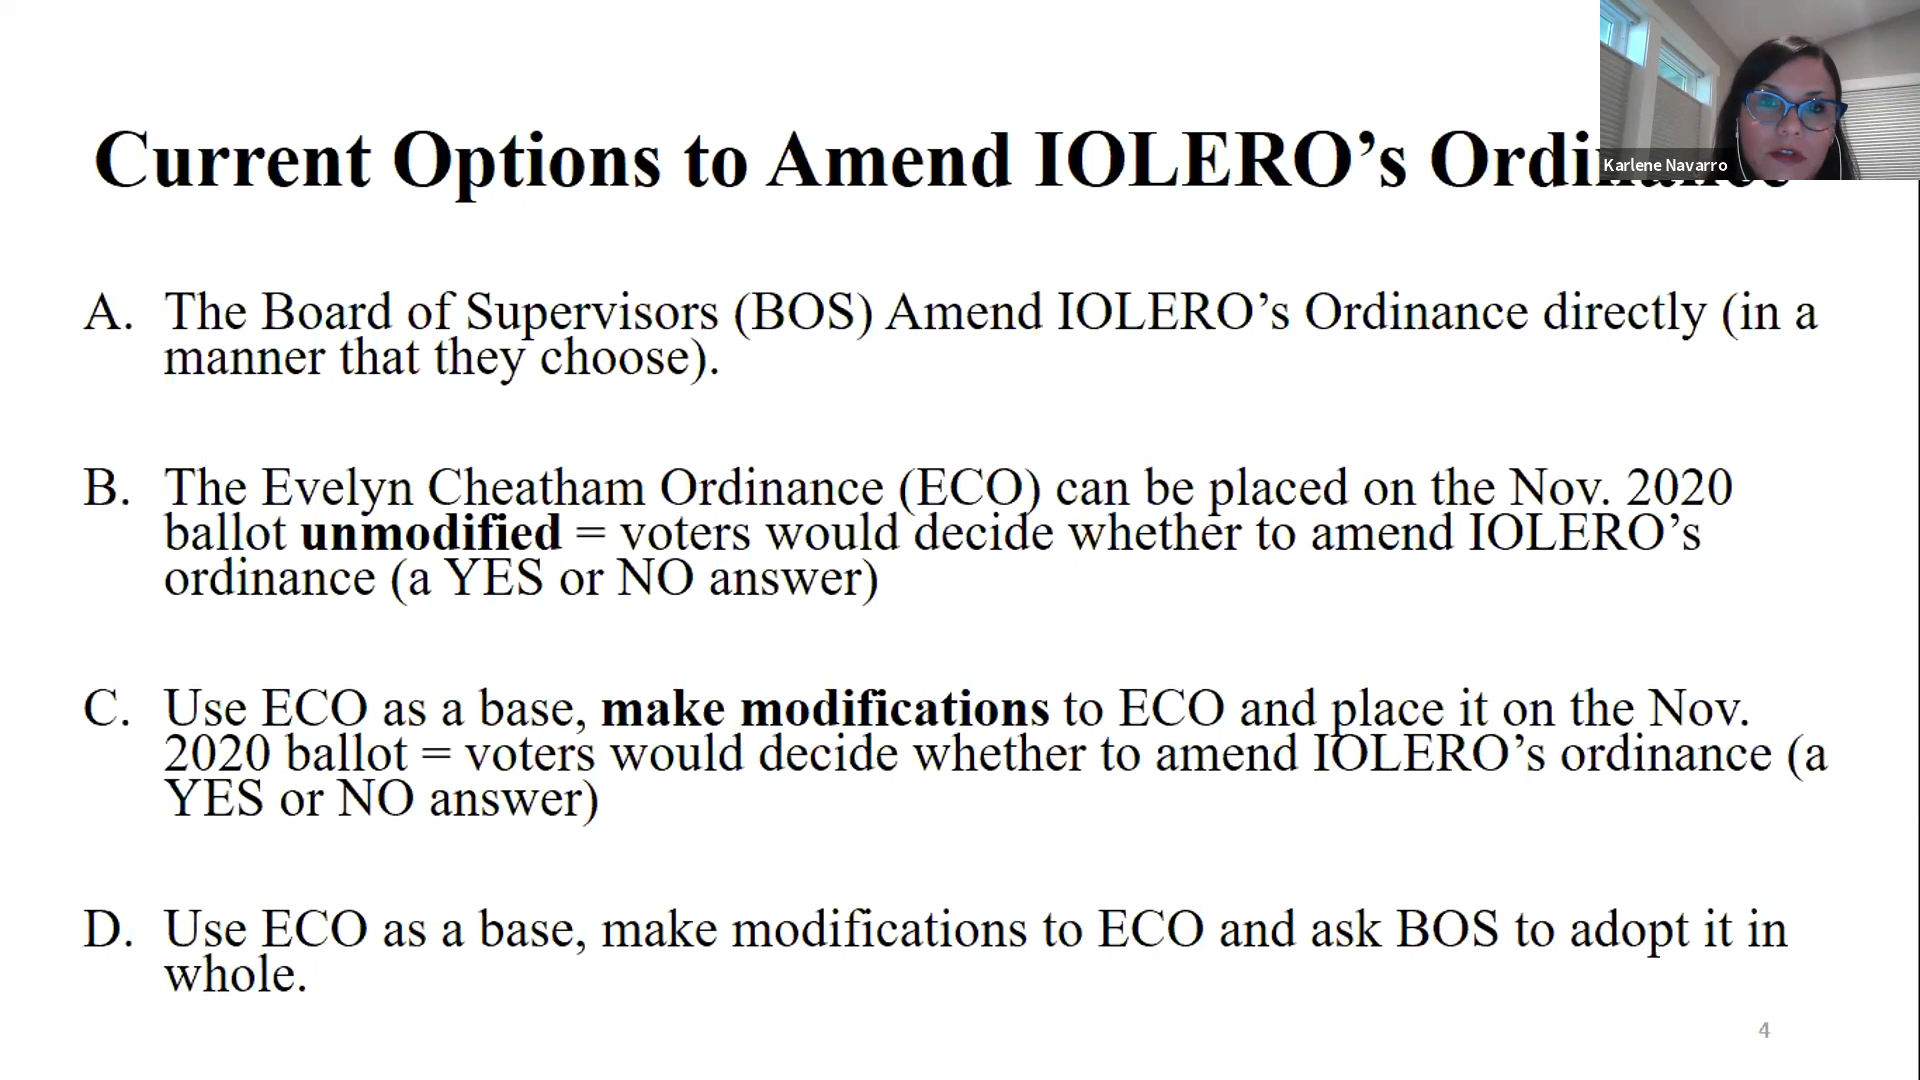 Current Options to Amend IOLERO's
Karlene Navarro
A. The Board of Supervisors (BOS) Amend IOLERO's Ordinance directly (in a
manner that they choose).
B. The Evelyn Cheatham Ordinance (ECO) can be placed on the Nov. 2020
ballot unmodified = voters would decide whether to amend IOLERO's
ordinance (a YES or NO answer)
C. Use ECO as a base, make modifications to ECO and place it on the Nov.
2020 ballot = voters would decide whether to amend IOLERO's ordinance (a
YES or NO answer)
D. Use ECO as a base, make modifications to ECO and ask BOS to adopt it in
whole.
4